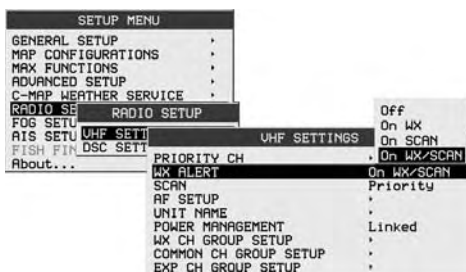 SETUP MENU
GENERAL SETUP
MAP CONFIGURATIONS
MAX FUNCTIONS
ADVANCED SETUP
C-MAP WEATHER SERVICE
RADIO SE
FOG SETU
AIS SETU
FISH FIN
About...
RADIO SETUP
VHF SETT
DSC SETT
VHF SETTINGS
PRIORITY CH
WX ALERT On WX/SCAN
SCAN Priority
AF SETUP
UNIT NAME
POWER MANAGEMENT Linked
WX CH GROUP SETUP
COMMON CH GROUP SETUP
EXP CH GROUP SETUP
Off
On WX
On SCAN
On WX/SCAN